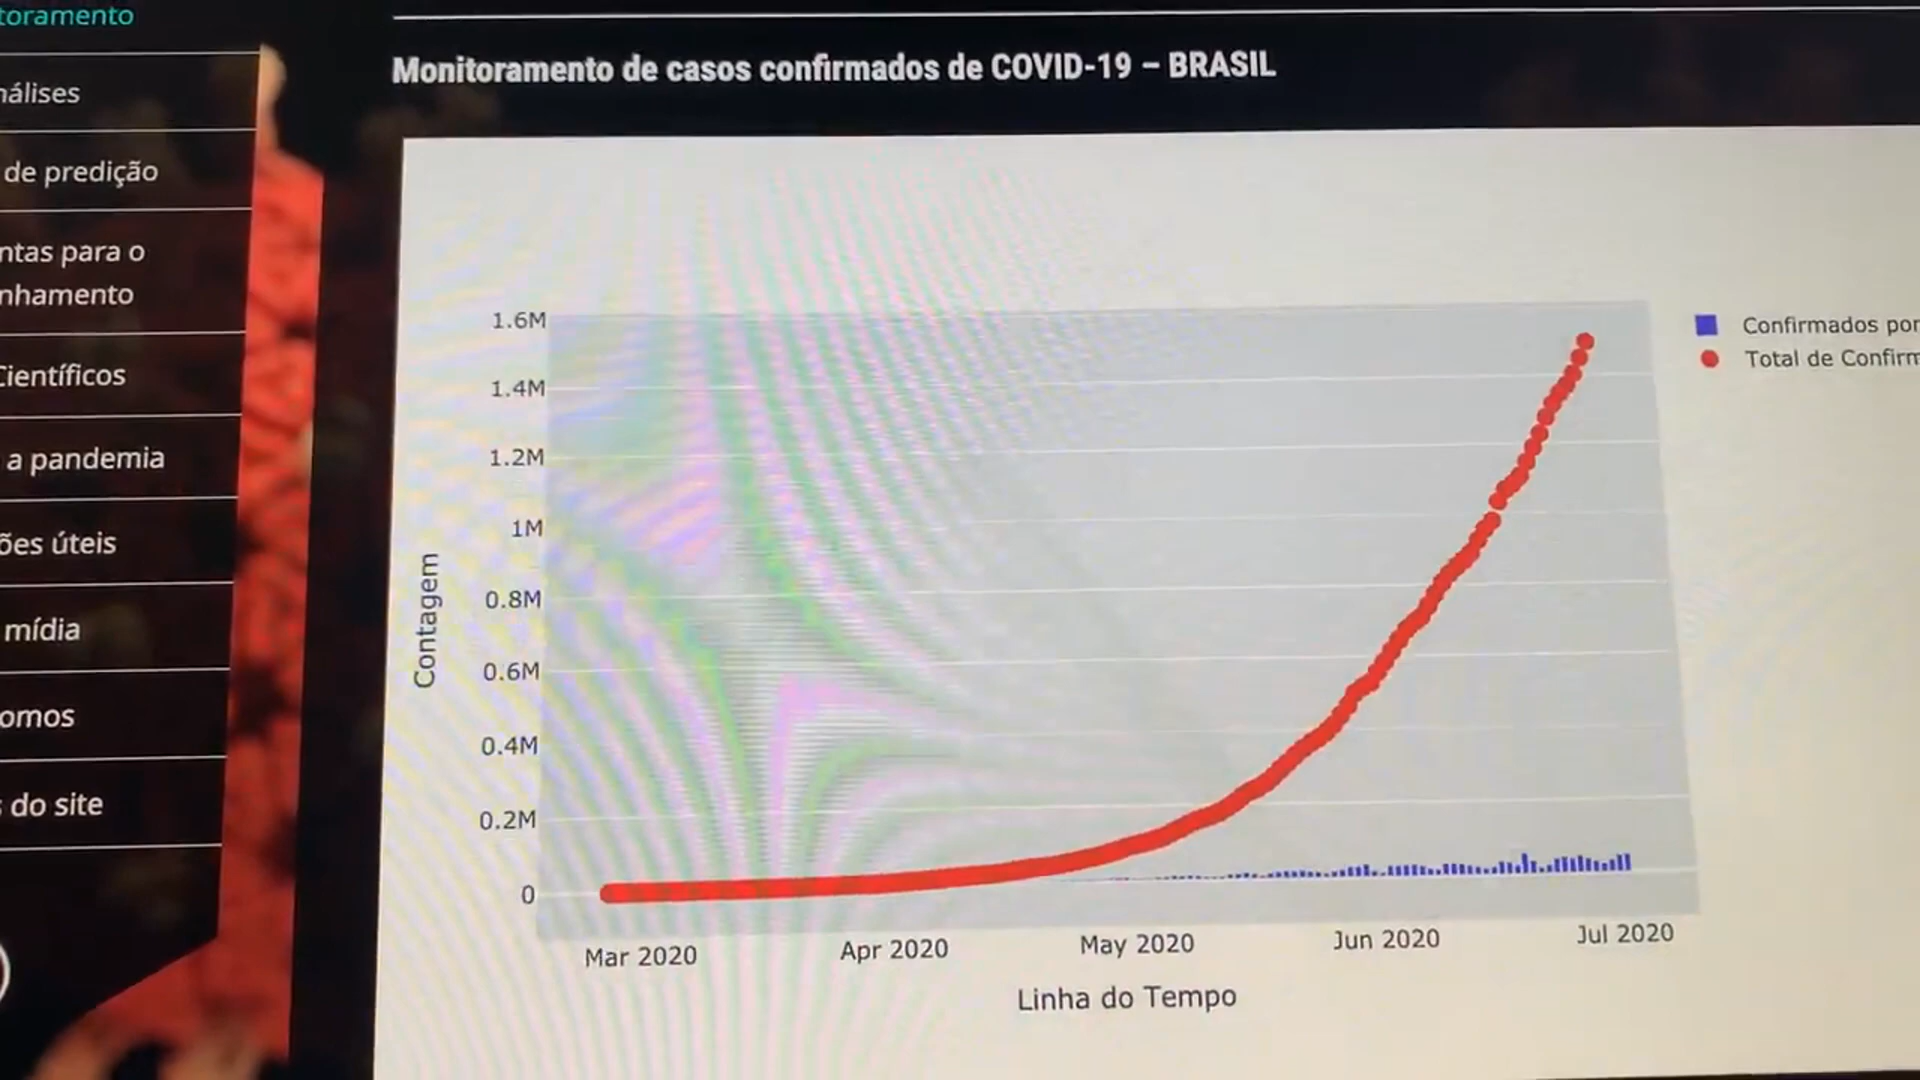 toramento
nálises
de predição
ntas para o
nhamento
Científicos
a pandemia
ões úteis
mídia
omos
do site
Monitoramento de casos confirmados de COVID-19 – BRASIL
1.6M
1.4M
1.2M
1M
0.8M
0.6M
0.4M
0.2M
0
Contagem
Mar 2020
Apr 2020
May 2020
Jun 2020
Jul 2020
Linha do Tempo
Confirmados por
Total de Confirm